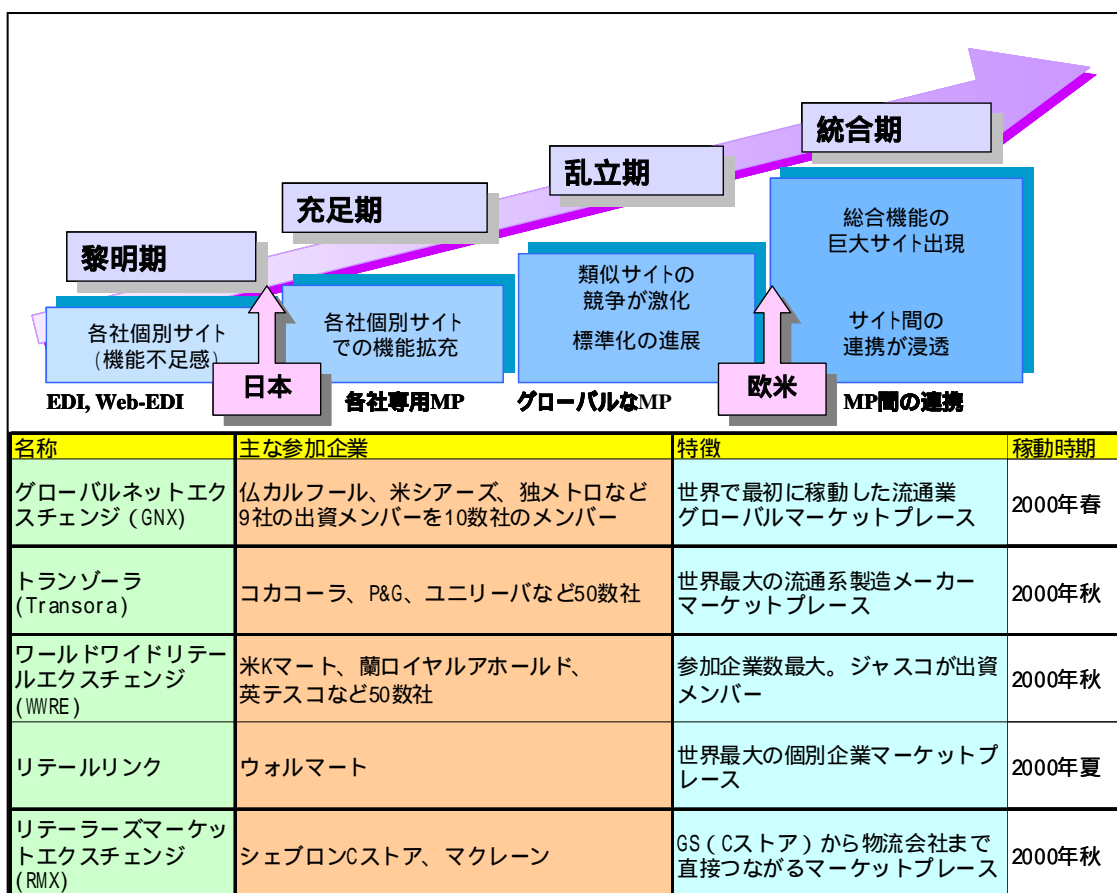 統合期
乱立期
充足期
黎明期
総合機能の
巨大サイト出現
サイト間の
連携が浸透
類似サイトの
競争が激化
標準化の進展
各社個別サイト
での機能拡充
各社個別サイト
(機能不足感)
日本
欧米
EDI, Web-EDI
各社専用MP
グローバルなMP
MP間の連携
名称 主な参加企業 特徴 稼動時期
グローバルネットエク
スチェンジ(GNX)
仏カルフール、米シアーズ、独メトロなど
9社の出資メンバーを10数社のメンバー
世界で最初に稼動した流通業
グローバルマーケットプレース
2000年春
トランゾーラ
(Transora)
コカコーラ、P&G、ユニリーバなど50数社
世界最大の流通系製造メーカー
マーケットプレース
2000年秋
ワールドワイドリテー
ルエクスチェンジ
(WWRE)
米Kマート、蘭ロイヤルアホールド、
英テスコなど50数社
参加企業数最大。ジャスコが出資
メンバー
2000年秋
リテールリンク
ウォルマート
世界最大の個別企業マーケットプ
レース
2000年夏
リテーラーズマーケッ
トエクスチェンジ
(RMX)
シェブロンCストア、マクレーン
GS(Cストア)から物流会社まで
直接つながるマーケットプレース
2000年秋